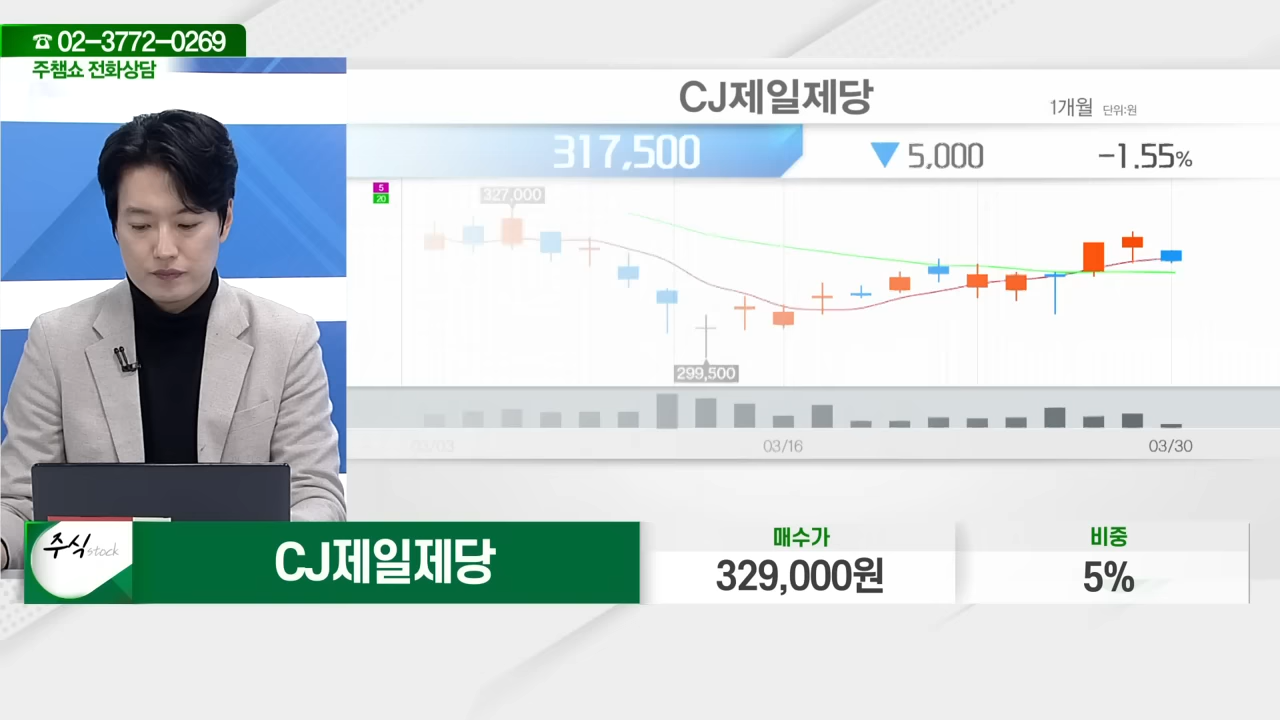 ☎ 02-3772-0269
주챔쇼 전화상담
CJ제일제당
1개월 단위:원
317,500 ▼ 5,000 -1.55%
5
20
327,000
299,500
03/03 03/16 03/30
주식 stock
CJ제일제당
매수가
329,000원
비중
5%